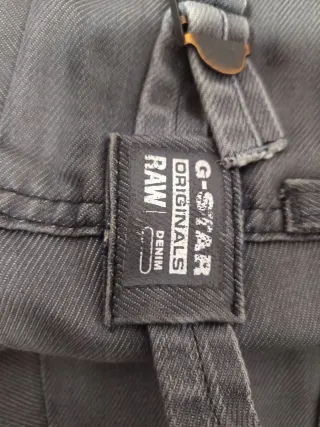 G-STAR
ORIGINALS
RAW | DENIM